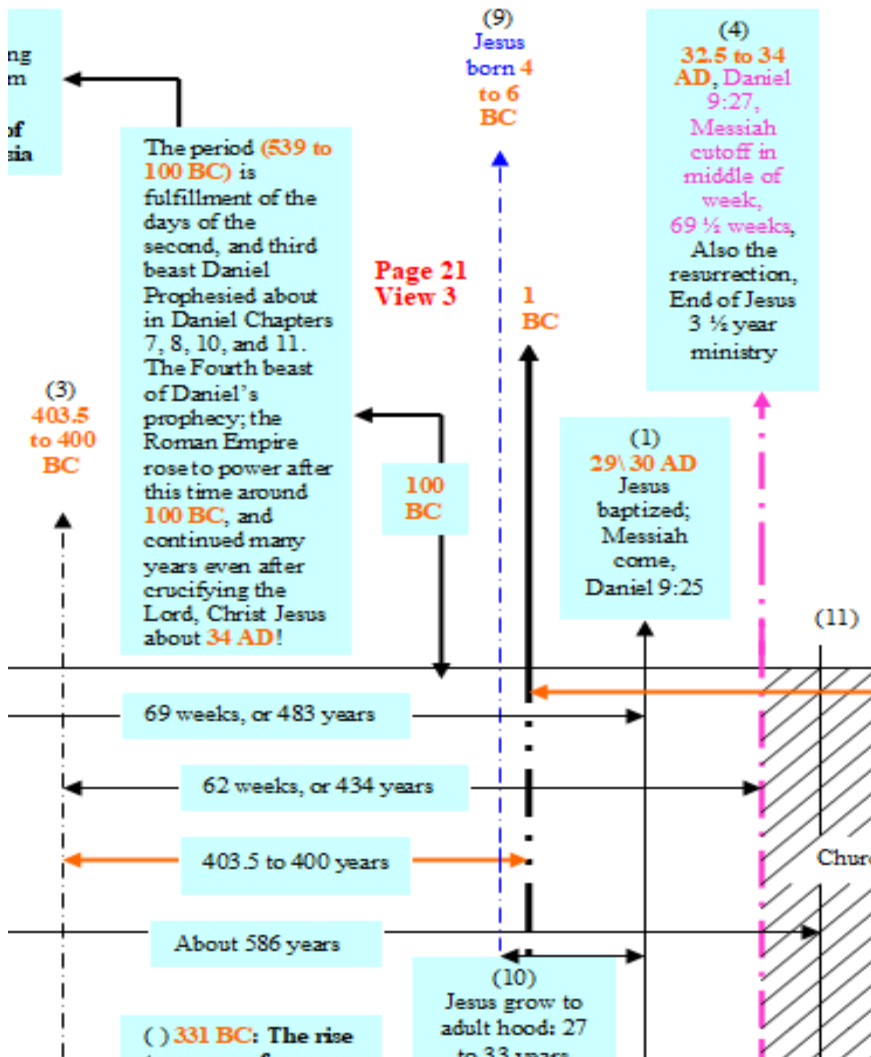 ng
m
of
sia
The period (539 to
100 BC) is
fulfillment of the
days of the
second, and third
beast Daniel
Prophesied about
in Daniel Chapters
7, 8, 10, and 11.
The Fourth beast
of Daniel's
prophecy; the
Roman Empire
rose to power after
this time around
100 BC, and
continued many
years even after
crucifying the
Lord, Christ Jesus
about 34 AD!
(3)
403.5
to 400
BC
Page 21
View 3
100
BC
(9)
Jesus
born 4
to 6
BC
1
BC
(4)
32.5 to 34
AD, Daniel
9:27,
Messiah
cutoff in
middle of
week,
69 ½ weeks,
Also the
resurrection,
End of Jesus
3 ½ year
ministry
(1)
29\30 AD
Jesus
baptized;
Messiah
come,
Daniel 9:25
(11)
69 weeks, or 483 years
62 weeks, or 434 years
403.5 to 400 years
Churc
About 586 years
(10)
Jesus grow to
adult hood: 27
to 33 years
( ) 331 BC: The rise